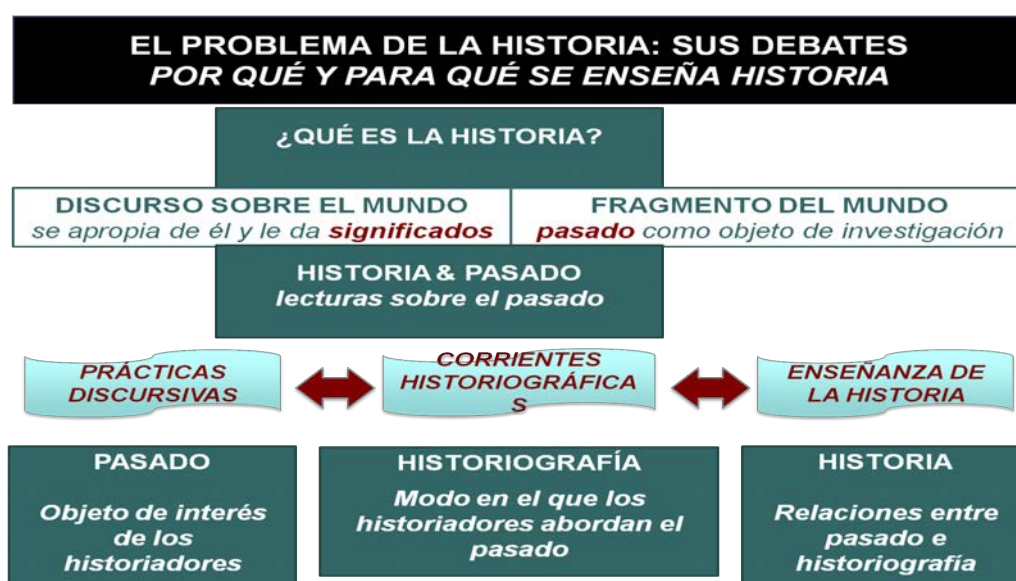 EL PROBLEMA DE LA HISTORIA: SUS DEBATES
POR QUÉ Y PARA QUÉ SE ENSEÑA HISTORIA
¿QUÉ ES LA HISTORIA?
DISCURSO SOBRE EL MUNDO
se apropia de él y le da significados
FRAGMENTO DEL MUNDO
pasado como objeto de investigación
HISTORIA & PASADO
lecturas sobre el pasado
PRÁCTICAS
DISCURSIVAS
CORRIENTES
HISTORIOGRÁFICA
S
ENSEÑANZA DE
LA HISTORIA
PASADO
Objeto de interés
de los
historiadores
HISTORIOGRAFÍA
Modo en el que los
historiadores abordan el
pasado
HISTORIA
Relaciones entre
pasado e
historiografía